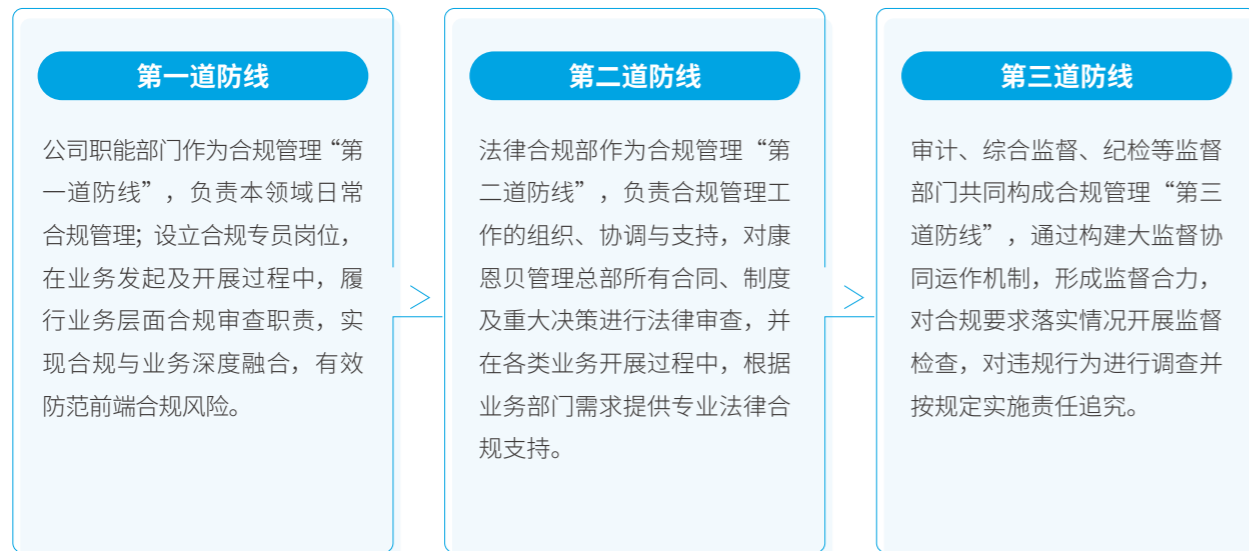 第一道防线
公司职能部门作为合规管理“第
一道防线”，负责本领域日常
合规管理；设立合规专员岗位，
在业务发起及开展过程中，履
行业务层面合规审查职责，实
现合规与业务深度融合，有效
防范前端合规风险。
第二道防线
法律合规部作为合规管理“第
二道防线”，负责合规管理工
作的组织、协调与支持，对康
恩贝管理总部所有合同、制度
及重大决策进行法律审查，并
在各类业务开展过程中，根据
业务部门需求提供专业法律合
规支持。
第三道防线
审计、综合监督、纪检等监督
部门共同构成合规管理“第三
道防线”，通过构建大监督协
同运作机制，形成监督合力，
对合规要求落实情况开展监督
检查，对违规行为进行调查并
按规定实施责任追究。